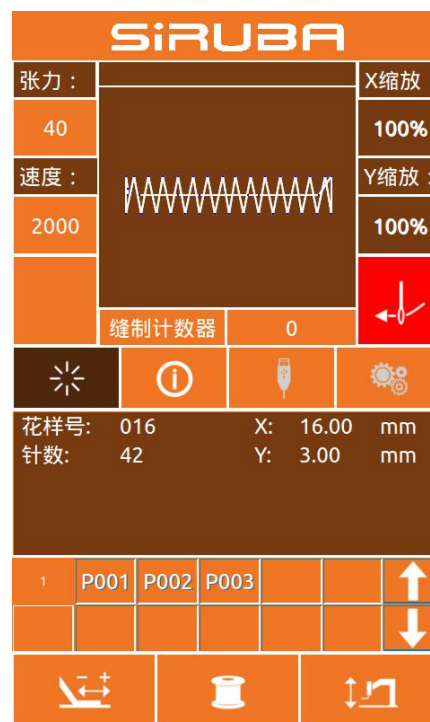 SiRUBA
张力：
X缩放
40
100%
速度：
Y缩放：
2000
100%
缝制计数器
0
花样号: 016 X: 16.00 mm
针数: 42 Y: 3.00 mm
1 P001 P002 P003